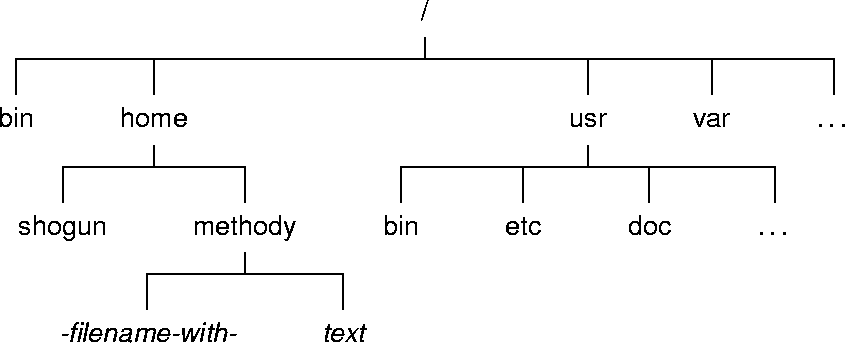 /
bin home usr var ...
shogun methody bin etc doc ...
-filename-with- text